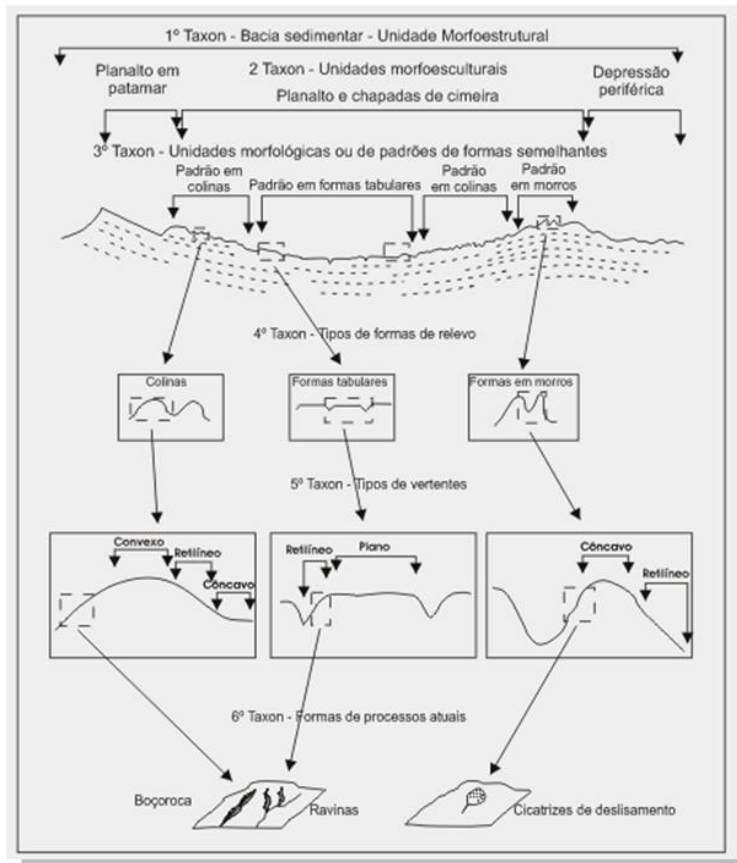 1º Taxon - Bacia sedimentar - Unidade Morfoestrutural
Planalto em
patamar
2 Taxon - Unidades morfoesculturais
Planalto e chapadas de cimeira
Depressão
periférica
3º Taxon - Unidades morfológicas ou de padrões de formas semelhantes
Padrão em
colinas
Padrão em formas tabulares
Padrão
em colinas
Padrão
em morros
4º Taxon - Tipos de formas de relevo
Colinas
Formas tabulares
Formas em morros
5º Taxon - Tipos de vertentes
Convexo
Retilíneo
Côncavo
Retilíneo
Plano
Côncavo
Retilíneo
6º Taxon - Formas de processos atuais
Boçoroca
Ravinas
Cicatrizes de deslisamento